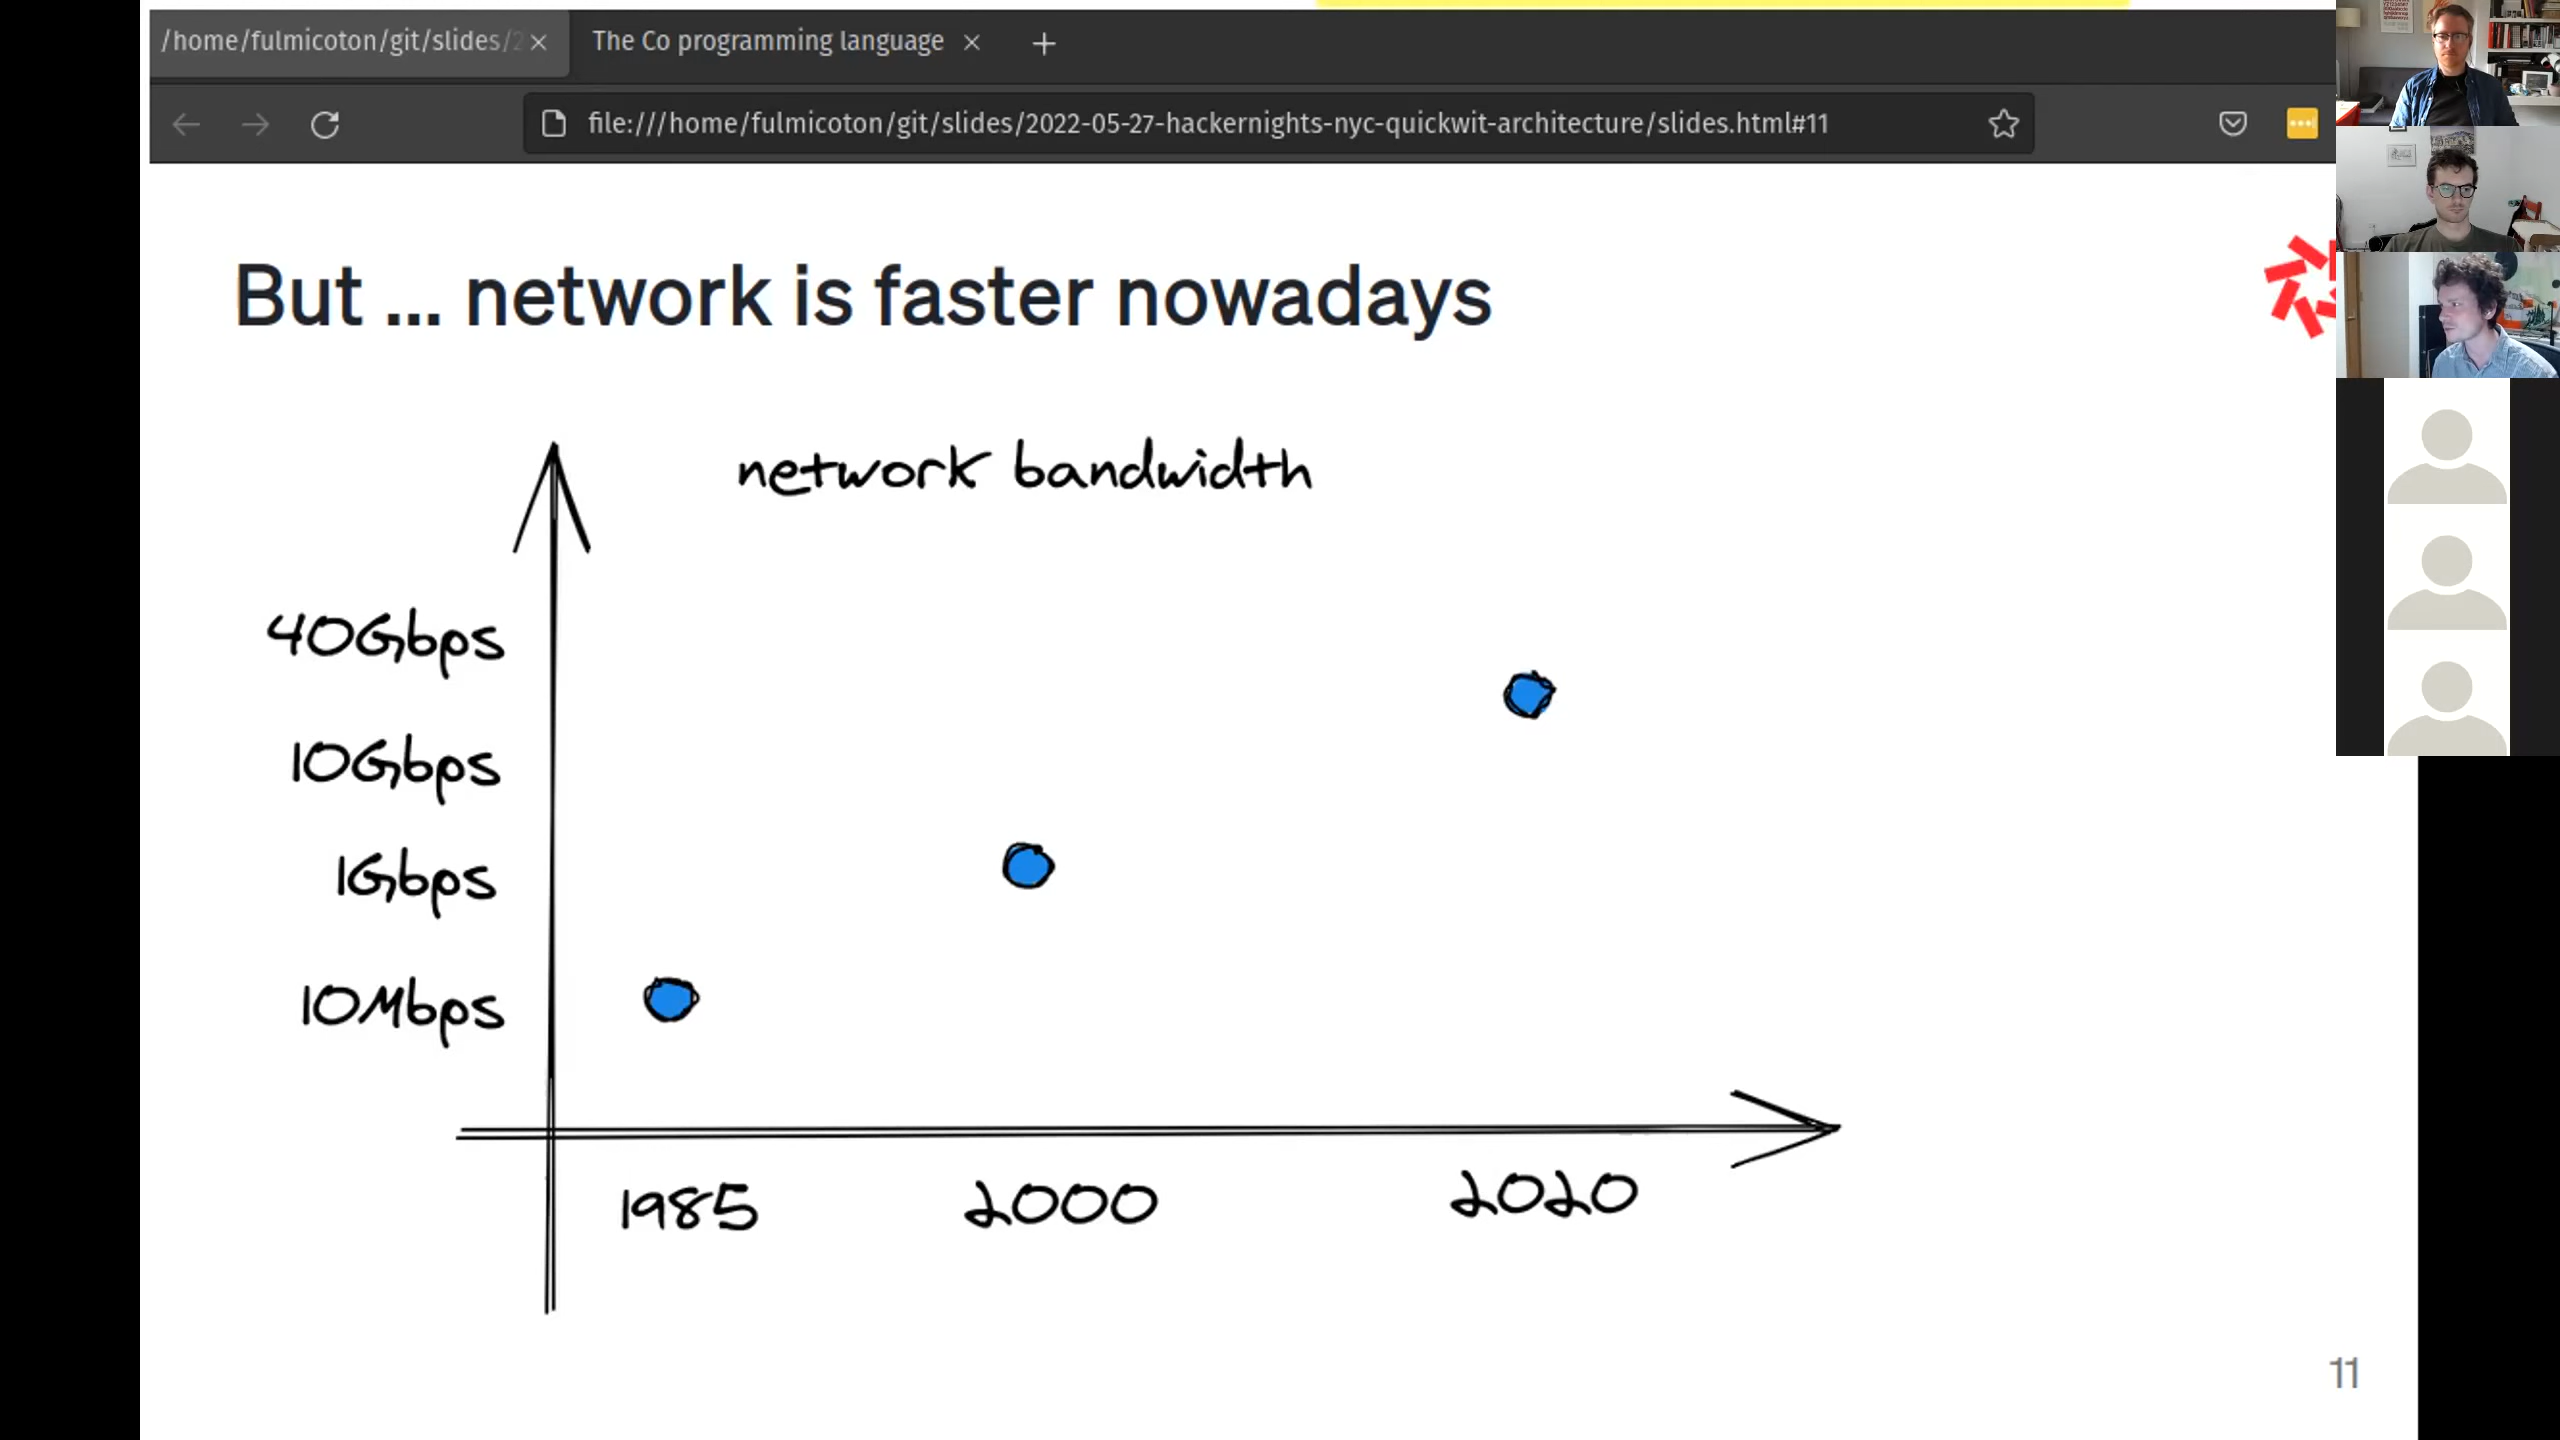 /home/fulmicoton/git/slides/2
The Co programming language
file:///home/fulmicoton/git/slides/2022-05-27-hackernights-nyc-quickwit-architecture/slides.html#11
But ... network is faster nowadays
network bandwidth
40Gbps
10Gbps
1Gbps
10Mbps
1985 2000 2020
11